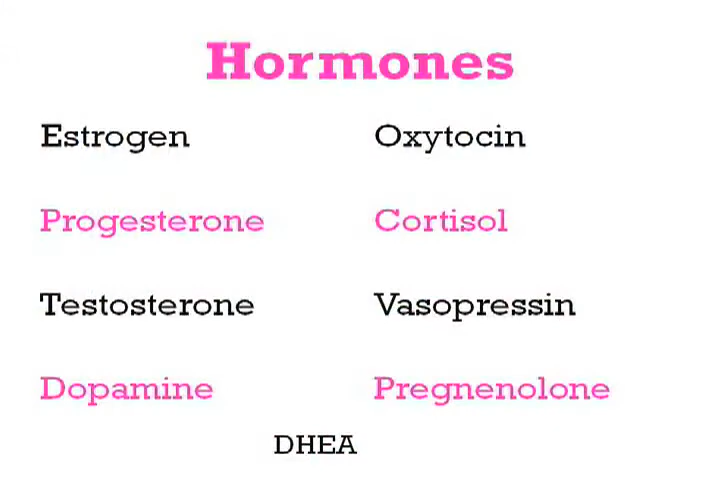 Hormones
Estrogen
Oxytocin
Progesterone
Cortisol
Testosterone
Vasopressin
Dopamine
Pregnenolone
DHEA